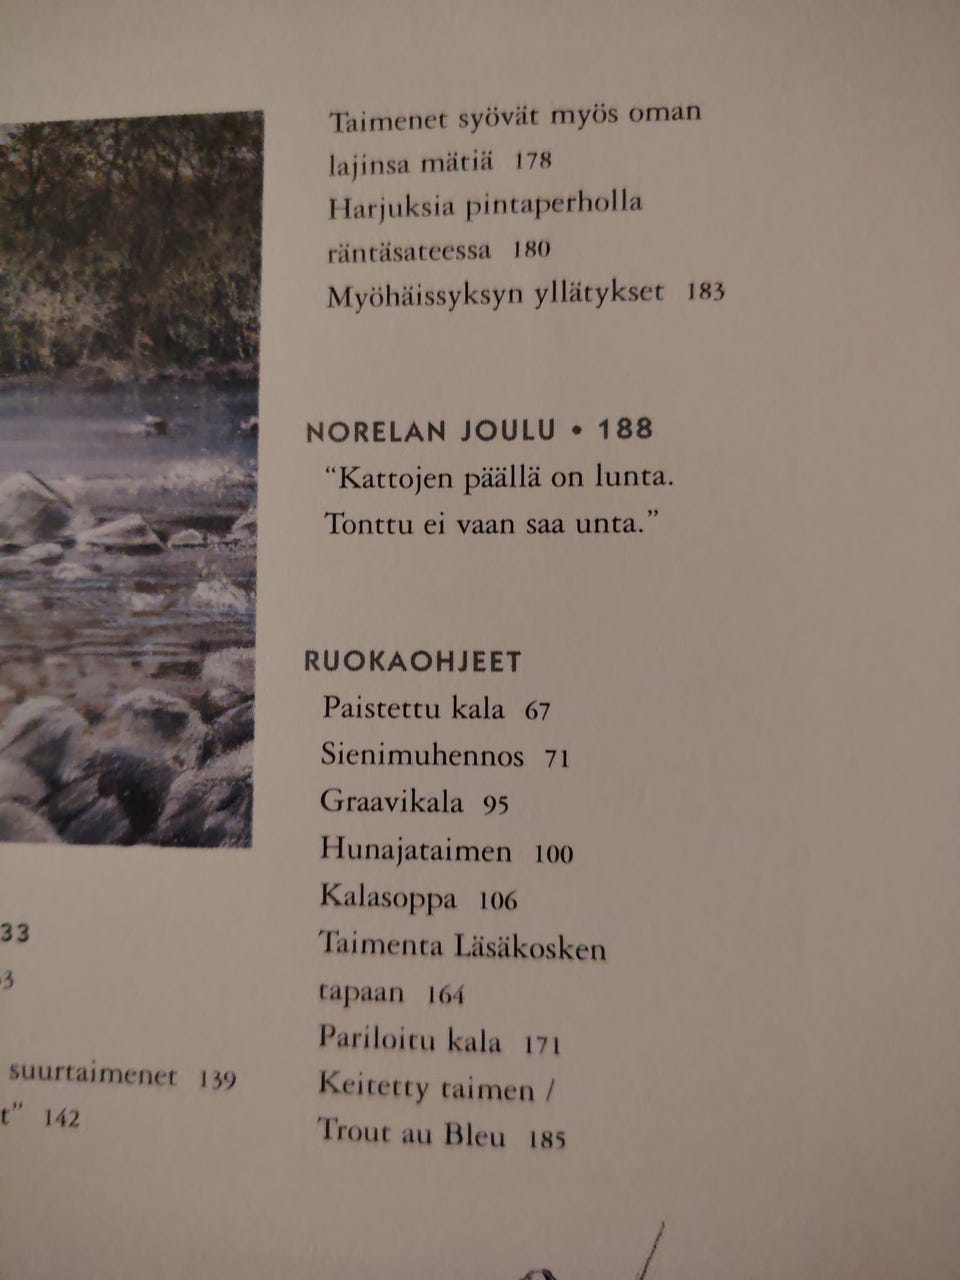 Taimenet syövät myös oman
lajinsa mätiä 178
Harjuksia pintaperholla
räntäsateessa 180
Myöhäissyksyn yllätykset 183
NORELAN JOULU • 188
“Kattojen päällä on lunta.
Tonttu ei vaan saa unta.”
RUOKAOHJEET
Paistettu kala 67
Sienimuhennos 71
Graavikala 95
Hunajataimen 100
Kalasoppa 106
Taimenta Läsäkosken
tapaan 164
Pariloitu kala 171
Keitetty taimen /
Trout au Bleu 185
33
3
suurtaimenet 139
t” 142